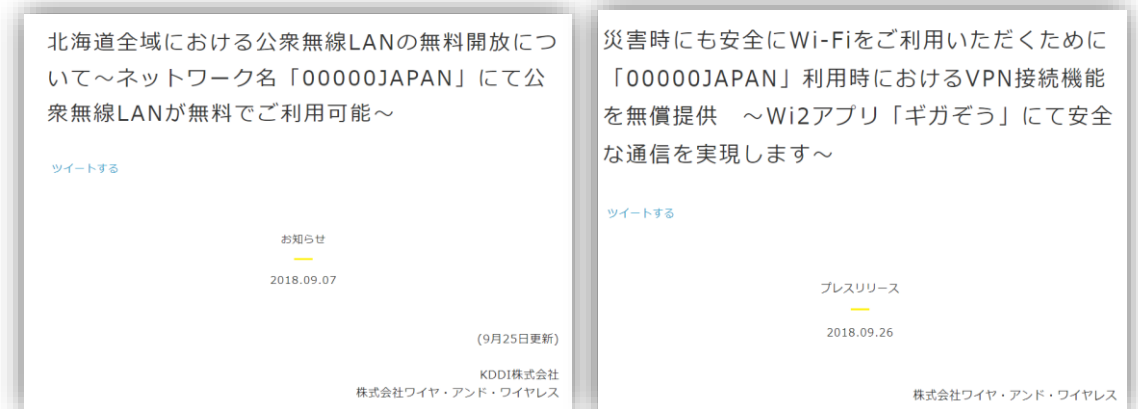 北海道全域における公衆無線LANの無料開放につ
いて~ネットワーク名「00000JAPAN」にて公
衆無線LANが無料でご利用可能~
ツイートする
お知らせ
2018.09.07
(9月25日更新)
KDDI株式会社
株式会社ワイヤ・アンド・ワイヤレス
災害時にも安全にWi-Fiをご利用いただくために
「00000JAPAN」利用時におけるVPN接続機能
を無償提供 ~Wi2アプリ「ギガぞう」にて安全
な通信を実現します~
ツイートする
プレスリリース
2018.09.26
株式会社ワイヤ・アンド・ワイヤレス